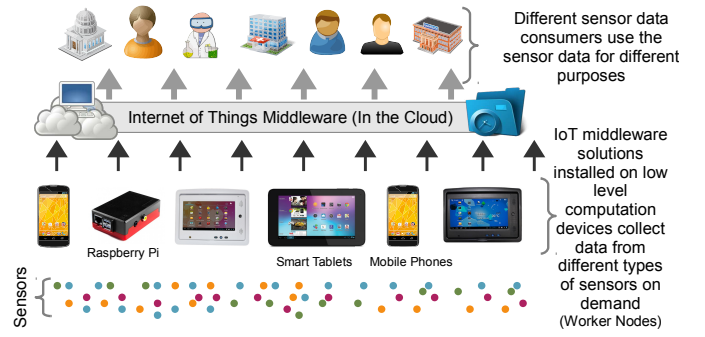 Different sensor data
consumers use the
sensor data for different
purposes
Internet of Things Middleware (In the Cloud)
IoT middleware
solutions
installed on low
level
computation
devices collect
data from
different types
of sensors on
demand
(Worker Nodes)
Raspberry Pi
Smart Tablets
Mobile Phones
Sensors